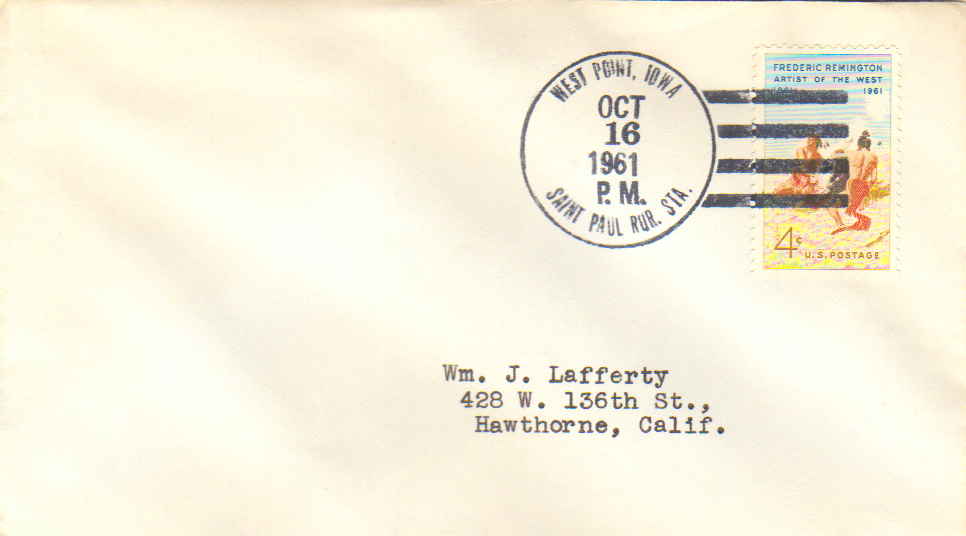 WEST POINT, IOWA
OCT
16
1961
P.M.
SAINT PAUL RUR. STA.
FREDERIC REMINGTON
ARTIST OF THE WEST
1961
4¢
U.S. POSTAGE
Wm. J. Lafferty
428 W. 136th St.,
Hawthorne, Calif.